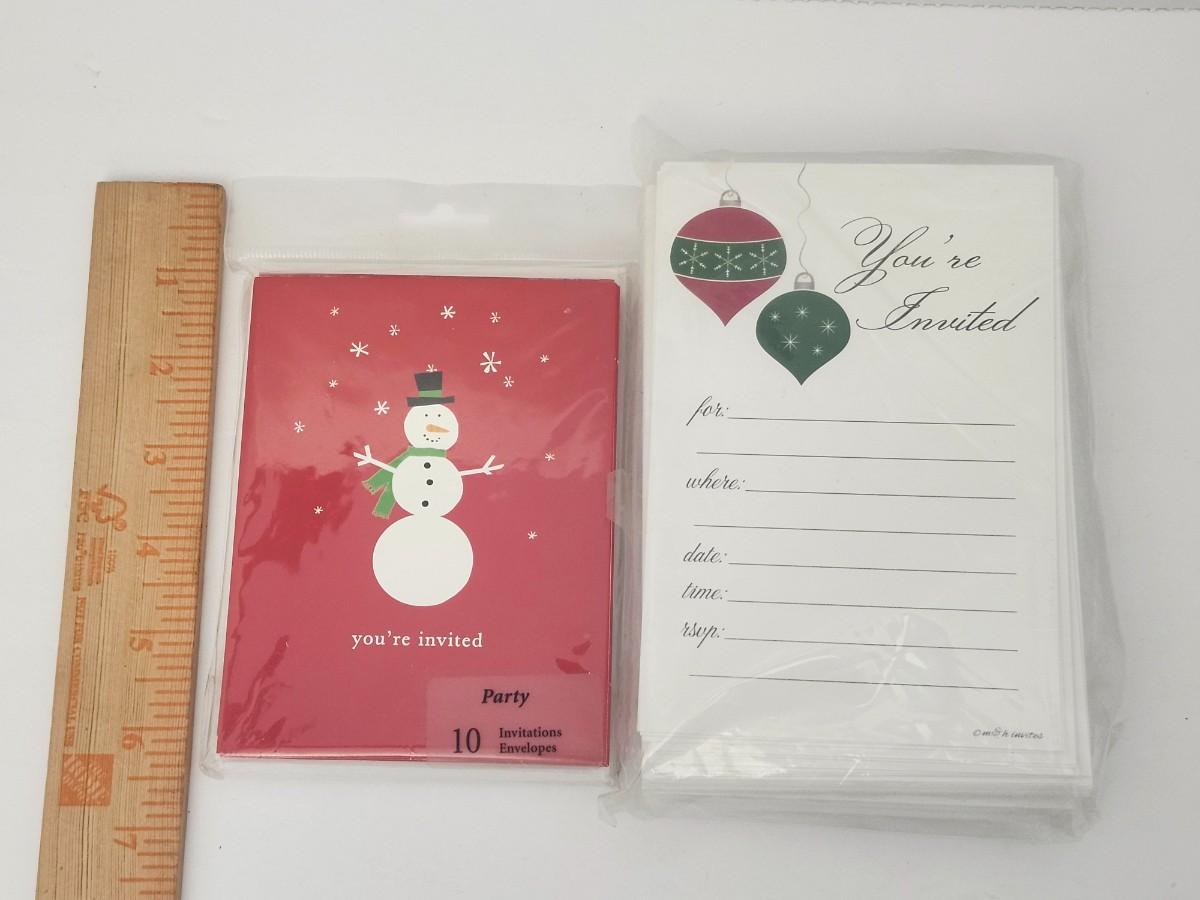 1
2
3
4
5
6
7
you're invited
Party
10 Invitations
Envelopes
You're
Invited
for:
where:
date:
time:
rsvp:
©m&h invites